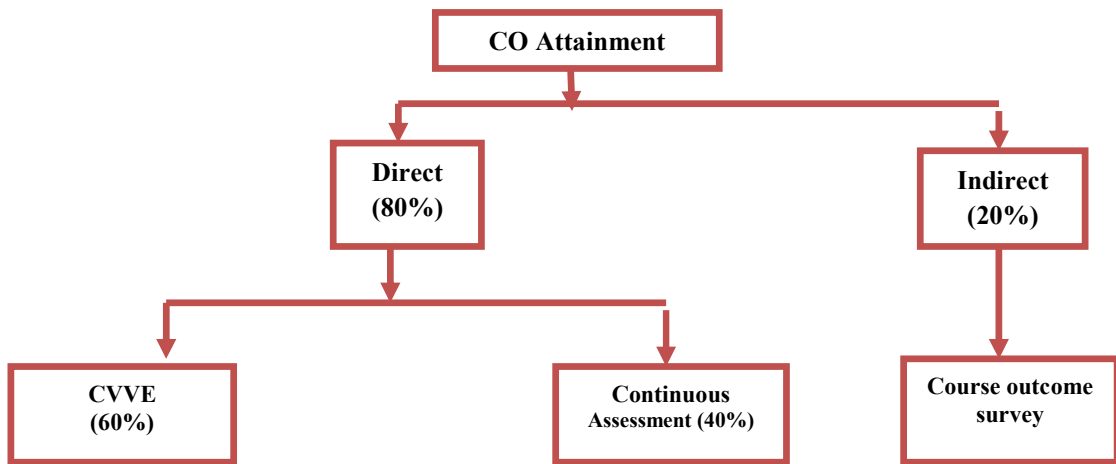 CO Attainment
Direct
(80%)
Indirect
(20%)
CVVE
(60%)
Continuous
Assessment (40%)
Course outcome
survey